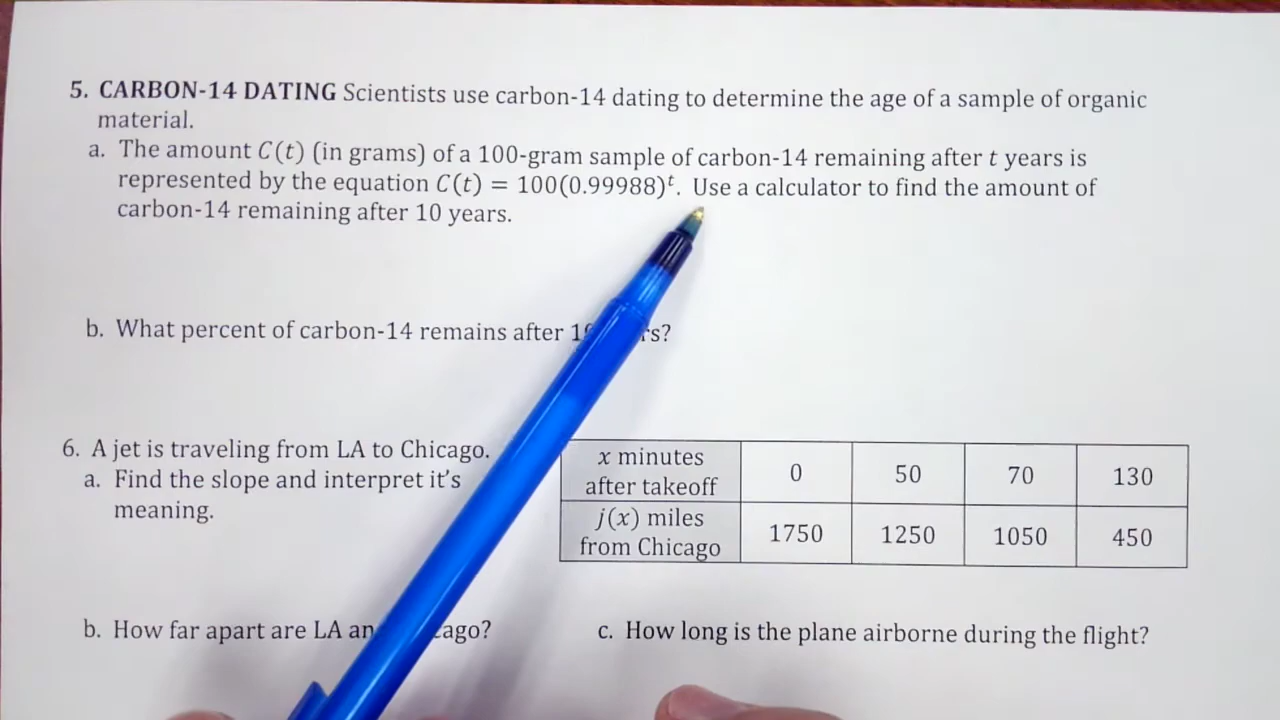 5. CARBON-14 DATING Scientists use carbon-14 dating to determine the age of a sample of organic
material.
a. The amount C(t) (in grams) of a 100-gram sample of carbon-14 remaining after t years is
represented by the equation C(t) = 100(0.99988)ᵗ. Use a calculator to find the amount of
carbon-14 remaining after 10 years.
b. What percent of carbon-14 remains after
6. A jet is traveling from LA to Chicago.
a. Find the slope and interpret it's
meaning.
x minutes
after takeoff
0 50 70 130
j(x) miles
from Chicago
1750 1250 1050 450
b. How far apart are LA
c. How long is the plane airborne during the flight?